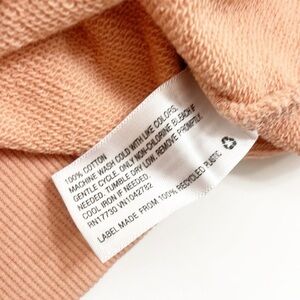 100% COTTON
MACHINE WASH COLD WITH LIKE COLORS.
GENTLE CYCLE. ONLY NON-CHLORINE BLEACH IF
NEEDED. TUMBLE DRY LOW. REMOVE PROMPTLY.
COOL IRON IF NEEDED.
RN17730 VN1042782
LABEL MADE FROM 100% RECYCLED PLASTIC